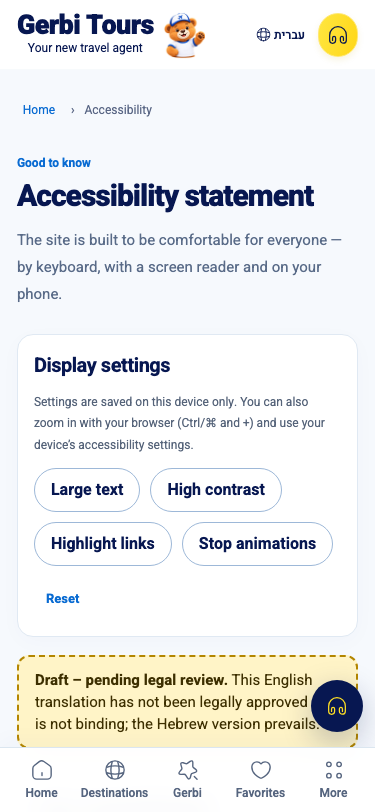 Gerbi Tours
Your new travel agent
עברית
Home › Accessibility
Good to know
Accessibility statement
The site is built to be comfortable for everyone —
by keyboard, with a screen reader and on your
phone.
Display settings
Settings are saved on this device only. You can also
zoom in with your browser (Ctrl/⌘ and +) and use your
device's accessibility settings.
Large text
High contrast
Highlight links
Stop animations
Reset
Draft – pending legal review. This English
translation has not been legally approved
is not binding; the Hebrew version prevails.
Home
Destinations
Gerbi
Favorites
More